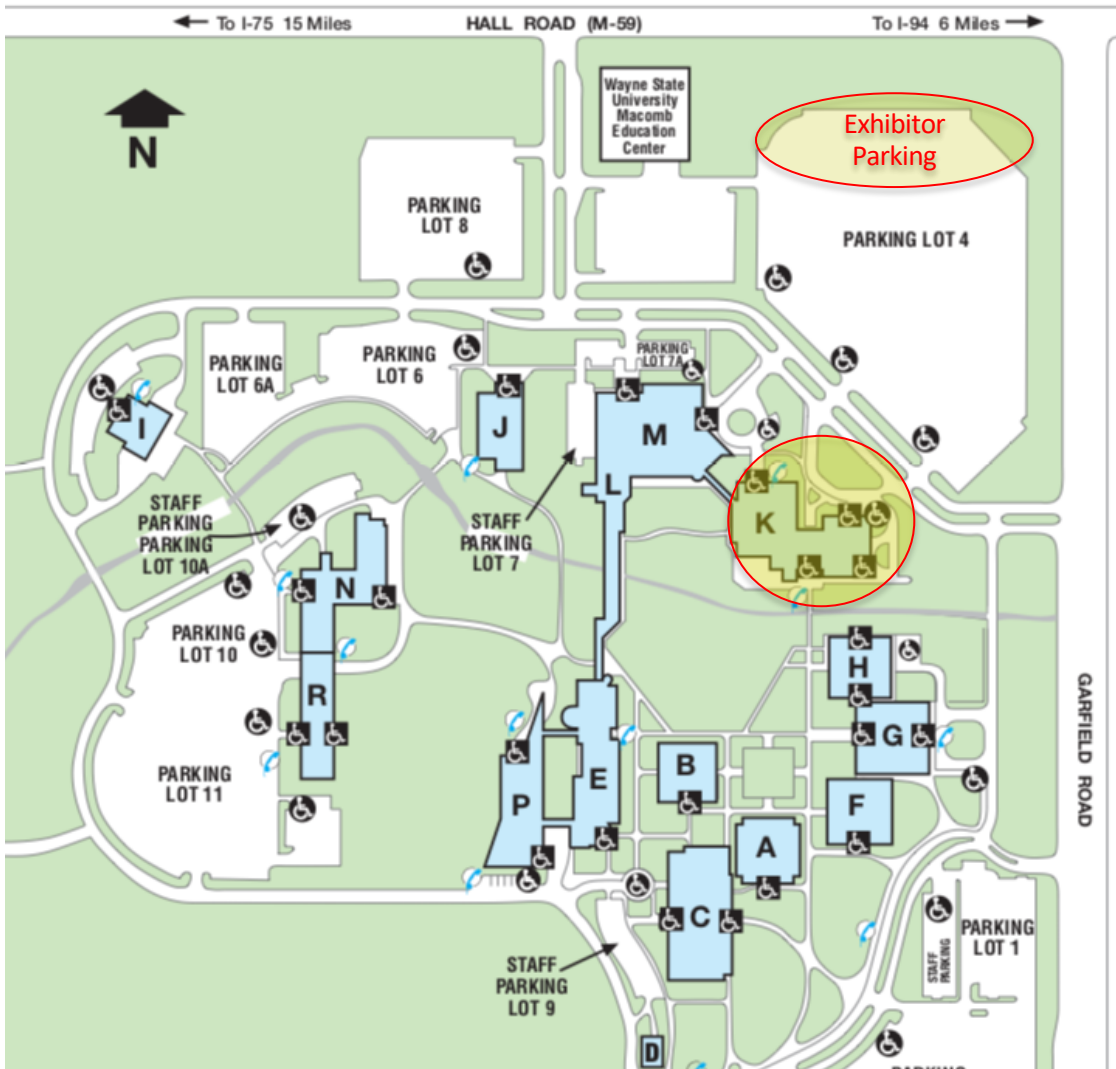 To I-75 15 Miles
HALL ROAD (M-59)
To I-94 6 Miles
N
Wayne State
University
Macomb
Education
Center
Exhibitor
Parking
PARKING
LOT 8
PARKING LOT 4
PARKING
LOT 6A
PARKING
LOT 6
PARKING
LOT 7A
I
J
M
L
K
STAFF
PARKING
PARKING
LOT 10A
STAFF
PARKING
LOT 7
N
PARKING
LOT 10
R
H
G
GARFIELD ROAD
PARKING
LOT 11
P
E
B
F
A
C
STAFF
PARKING
LOT 9
STAFF
PARKING
PARKING
LOT 1
D